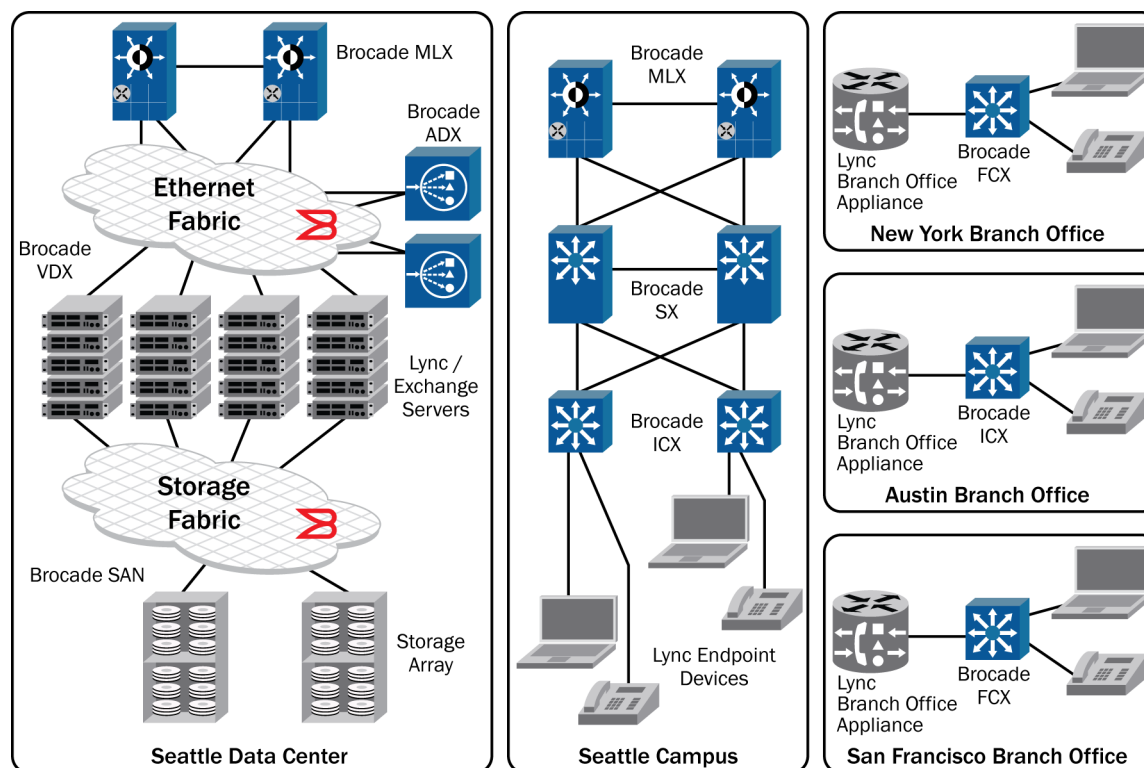 Brocade MLX
Brocade
ADX
Ethernet
Fabric
Brocade
VDX
Lync /
Exchange
Servers
Storage
Fabric
Brocade SAN
Storage
Array
Seattle Data Center
Brocade
MLX
Brocade
SX
Brocade
ICX
Lync Endpoint
Devices
Seattle Campus
Lync
Branch Office
Appliance
Brocade
FCX
New York Branch Office
Lync
Branch Office
Appliance
Brocade
ICX
Austin Branch Office
Lync
Branch Office
Appliance
Brocade
FCX
San Francisco Branch Office